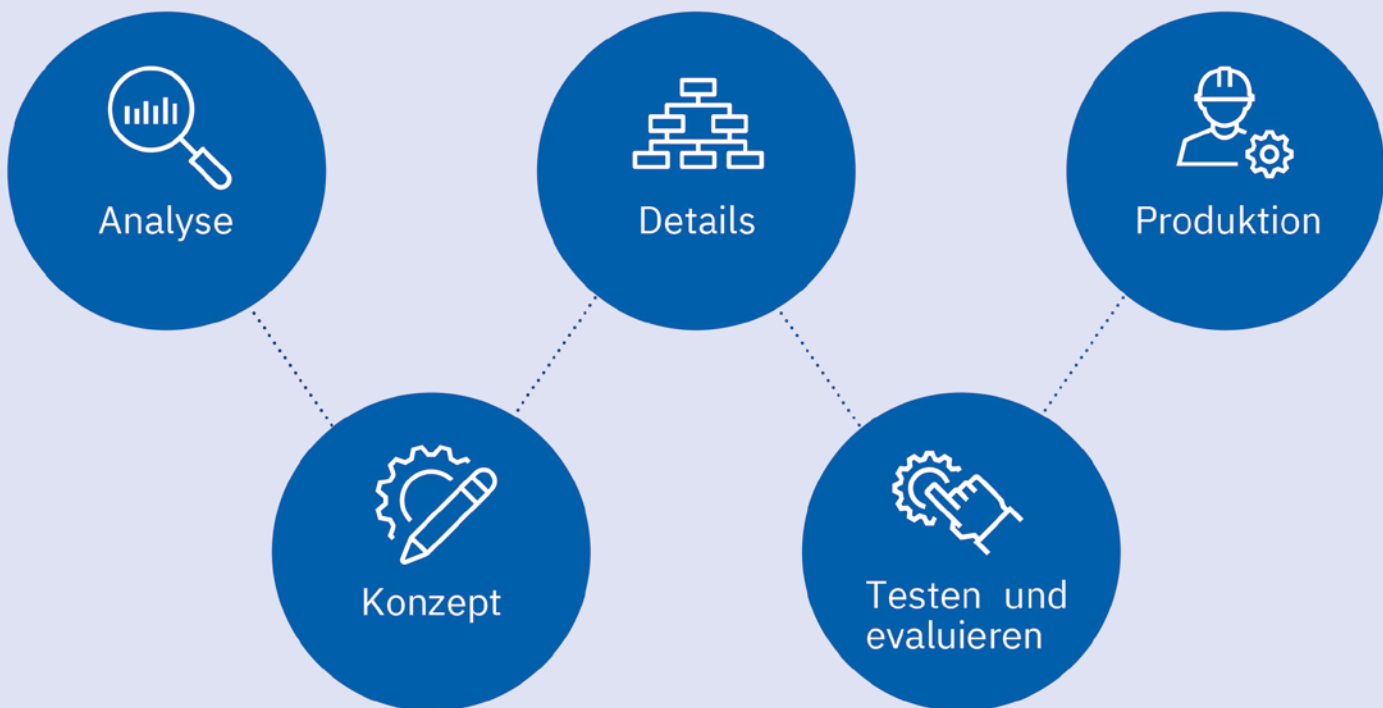 Analyse
Details
Produktion
Konzept
Testen und
evaluieren